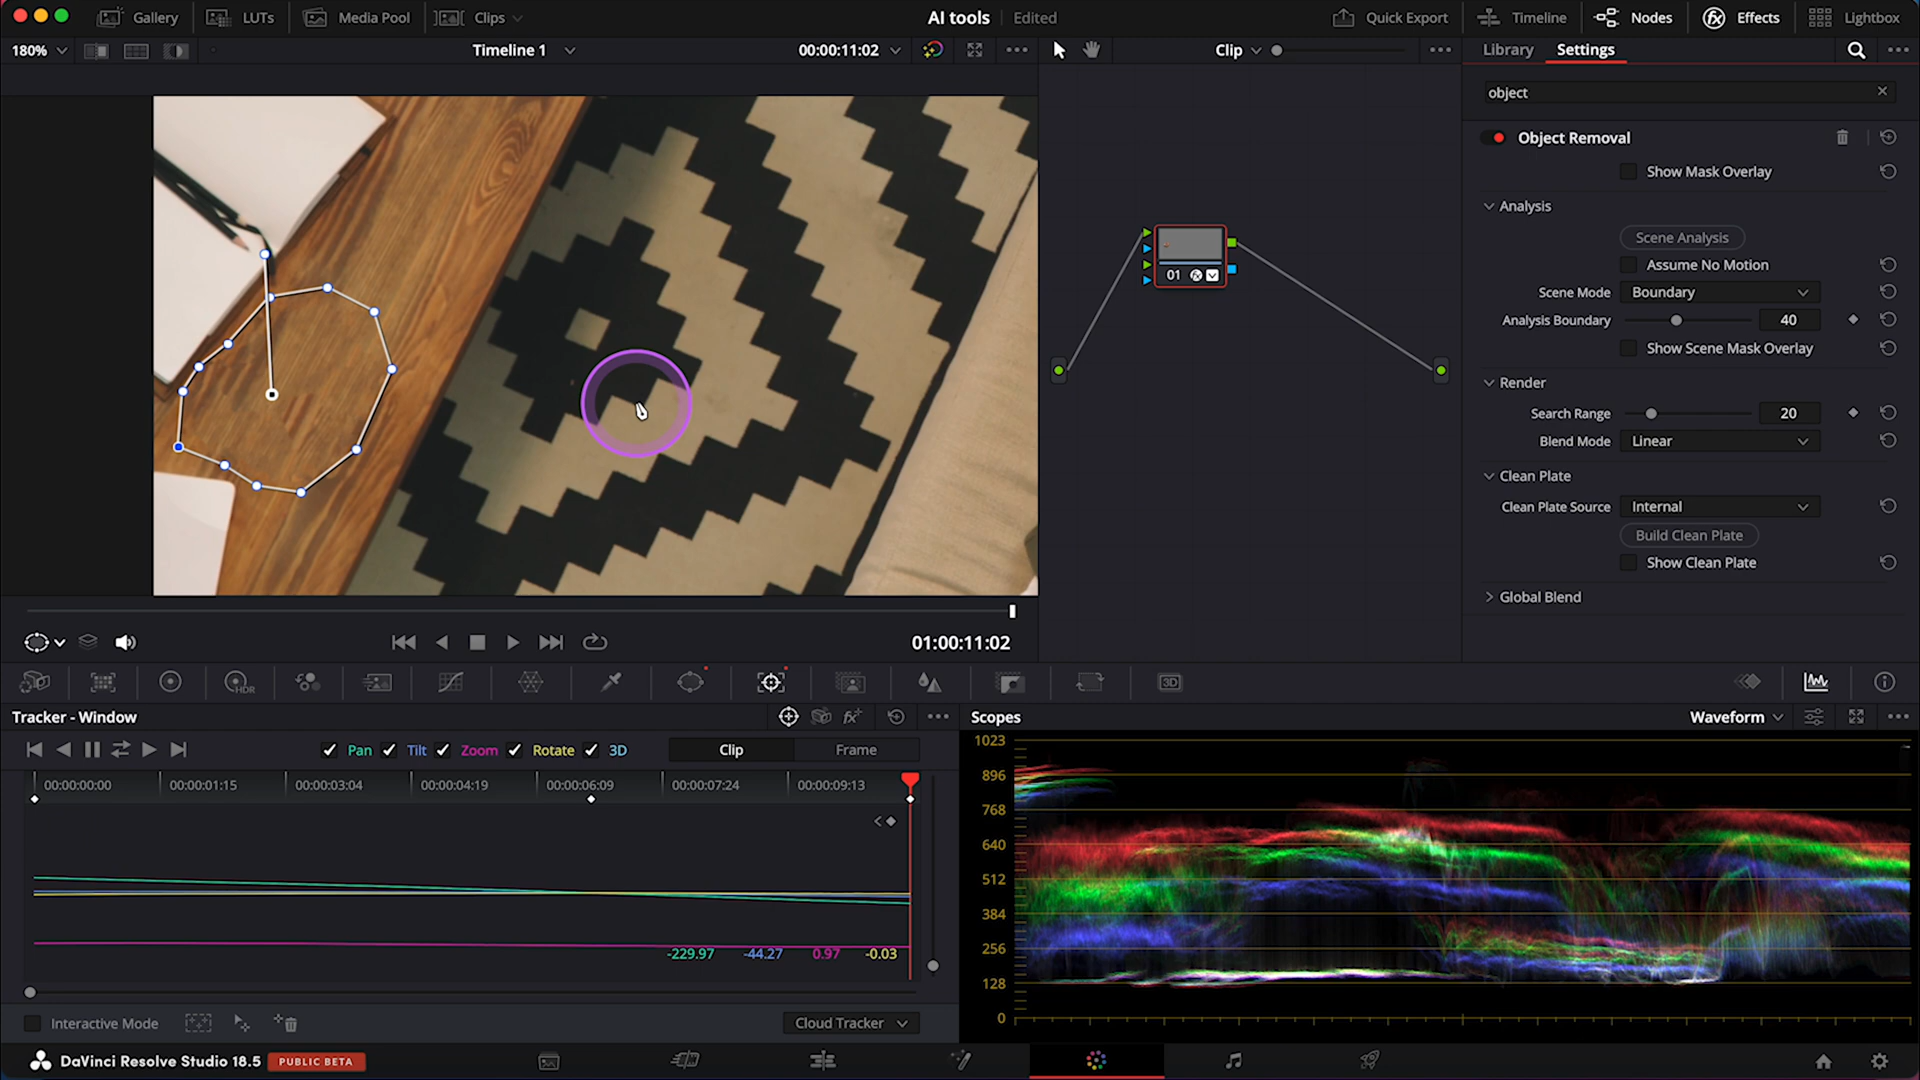 Gallery LUTs Media Pool Clips AI tools Edited Quick Export Timeline Nodes Effects Lightbox
180% Timeline 1 00:00:11:02 Clip Library Settings
object
Object Removal
Show Mask Overlay
Analysis
Scene Analysis
Assume No Motion
Scene Mode Boundary
Analysis Boundary 40
Show Scene Mask Overlay
Render
Search Range 20
Blend Mode Linear
Clean Plate
Clean Plate Source Internal
Build Clean Plate
Show Clean Plate
Global Blend
01
01:00:11:02
HDR 3D
Tracker - Window
Pan Tilt Zoom Rotate 3D Clip Frame
00:00:00:00 00:00:01:15 00:00:03:04 00:00:04:19 00:00:06:09 00:00:07:24 00:00:09:13
-229.97 -44.27 0.97 -0.03
Interactive Mode Cloud Tracker
Scopes Waveform
1023
896
768
640
512
384
256
128
0
DaVinci Resolve Studio 18.5 PUBLIC BETA